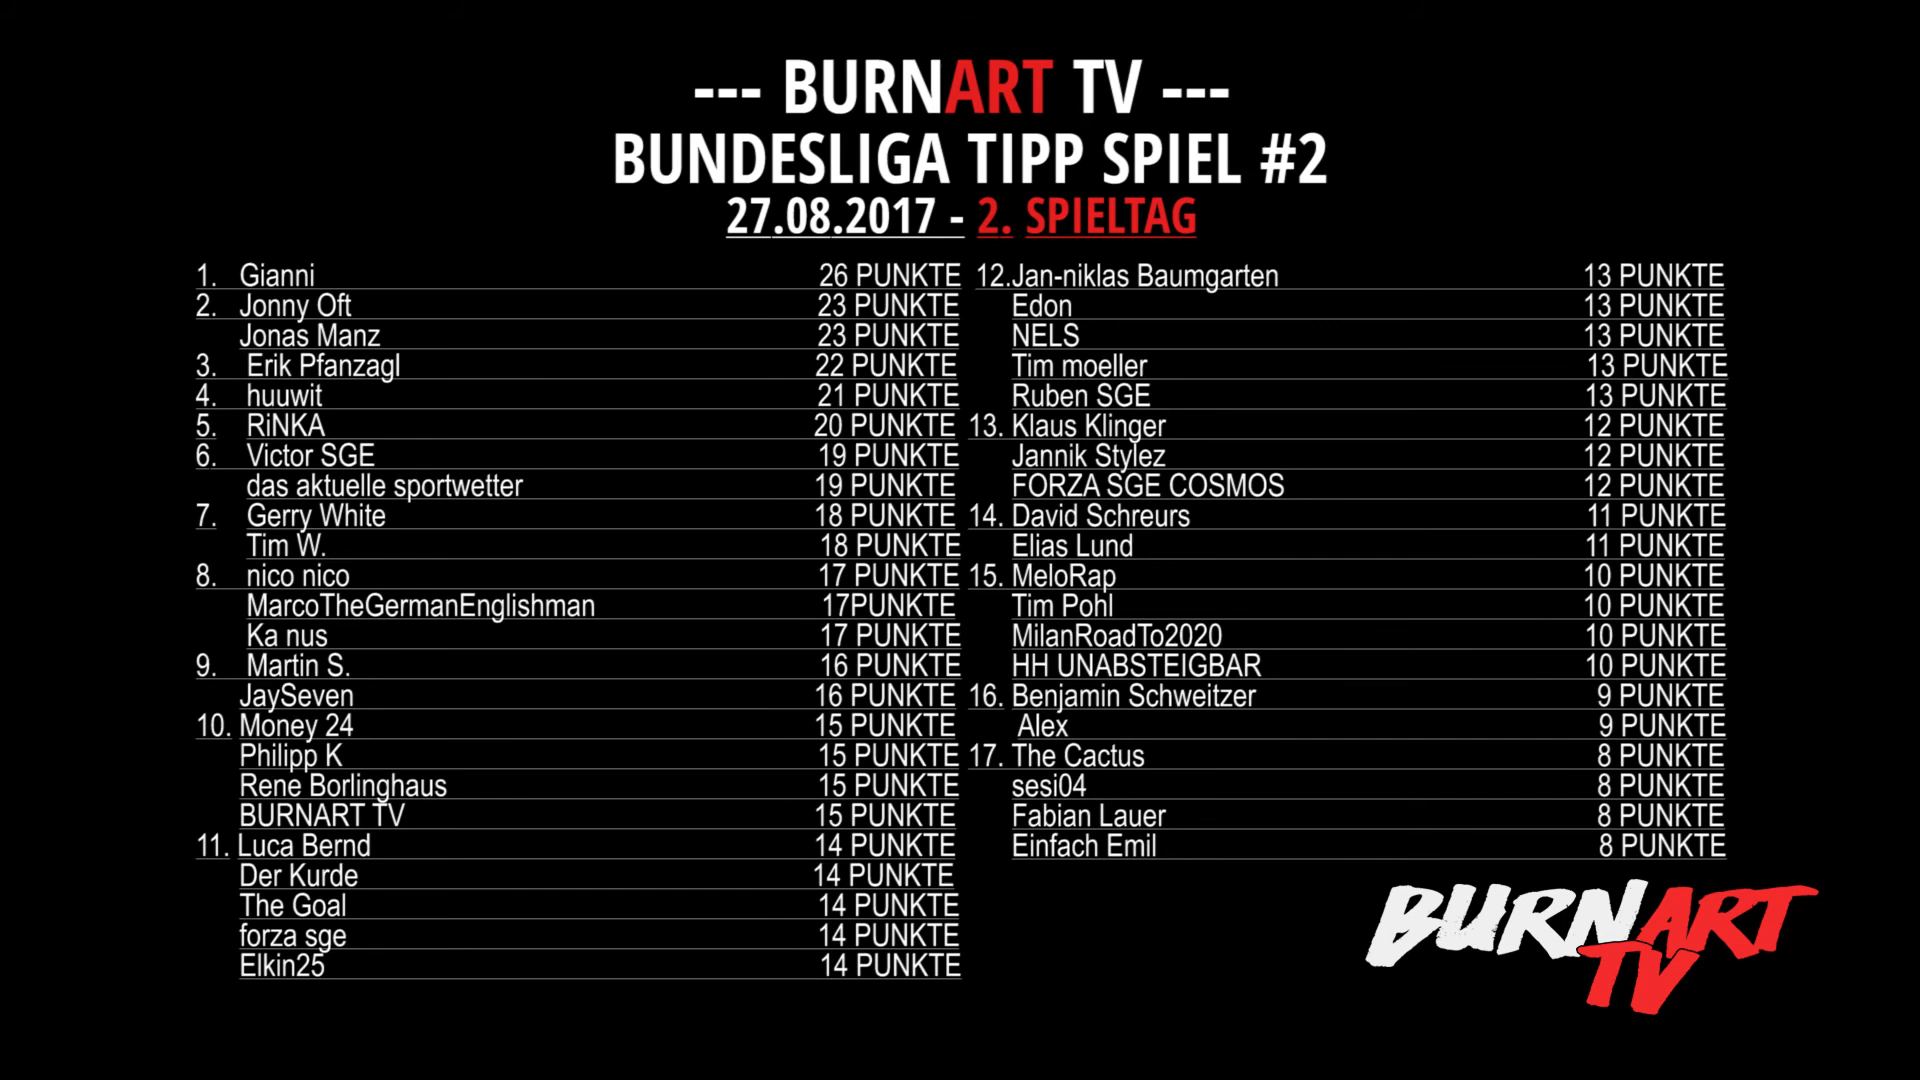 --- BURNART TV ---
BUNDESLIGA TIPP SPIEL #2
27.08.2017 - 2. SPIELTAG
1. Gianni 26 PUNKTE
2. Jonny Oft 23 PUNKTE
Jonas Manz 23 PUNKTE
3. Erik Pfanzagl 22 PUNKTE
4. huuwit 21 PUNKTE
5. RiNKA 20 PUNKTE
6. Victor SGE 19 PUNKTE
das aktuelle sportwetter 19 PUNKTE
7. Gerry White 18 PUNKTE
Tim W. 18 PUNKTE
8. nico nico 17 PUNKTE
MarcoTheGermanEnglishman 17PUNKTE
Ka nus 17 PUNKTE
9. Martin S. 16 PUNKTE
JaySeven 16 PUNKTE
10. Money 24 15 PUNKTE
Philipp K 15 PUNKTE
Rene Borlinghaus 15 PUNKTE
BURNART TV 15 PUNKTE
11. Luca Bernd 14 PUNKTE
Der Kurde 14 PUNKTE
The Goal 14 PUNKTE
forza sge 14 PUNKTE
Elkin25 14 PUNKTE
12.Jan-niklas Baumgarten 13 PUNKTE
Edon 13 PUNKTE
NELS 13 PUNKTE
Tim moeller 13 PUNKTE
Ruben SGE 13 PUNKTE
13. Klaus Klinger 12 PUNKTE
Jannik Stylez 12 PUNKTE
FORZA SGE COSMOS 12 PUNKTE
14. David Schreurs 11 PUNKTE
Elias Lund 11 PUNKTE
15. MeloRap 10 PUNKTE
Tim Pohl 10 PUNKTE
MilanRoadTo2020 10 PUNKTE
HH UNABSTEIGBAR 10 PUNKTE
16. Benjamin Schweitzer 9 PUNKTE
Alex 9 PUNKTE
17. The Cactus 8 PUNKTE
sesi04 8 PUNKTE
Fabian Lauer 8 PUNKTE
Einfach Emil 8 PUNKTE
BURNART
TV